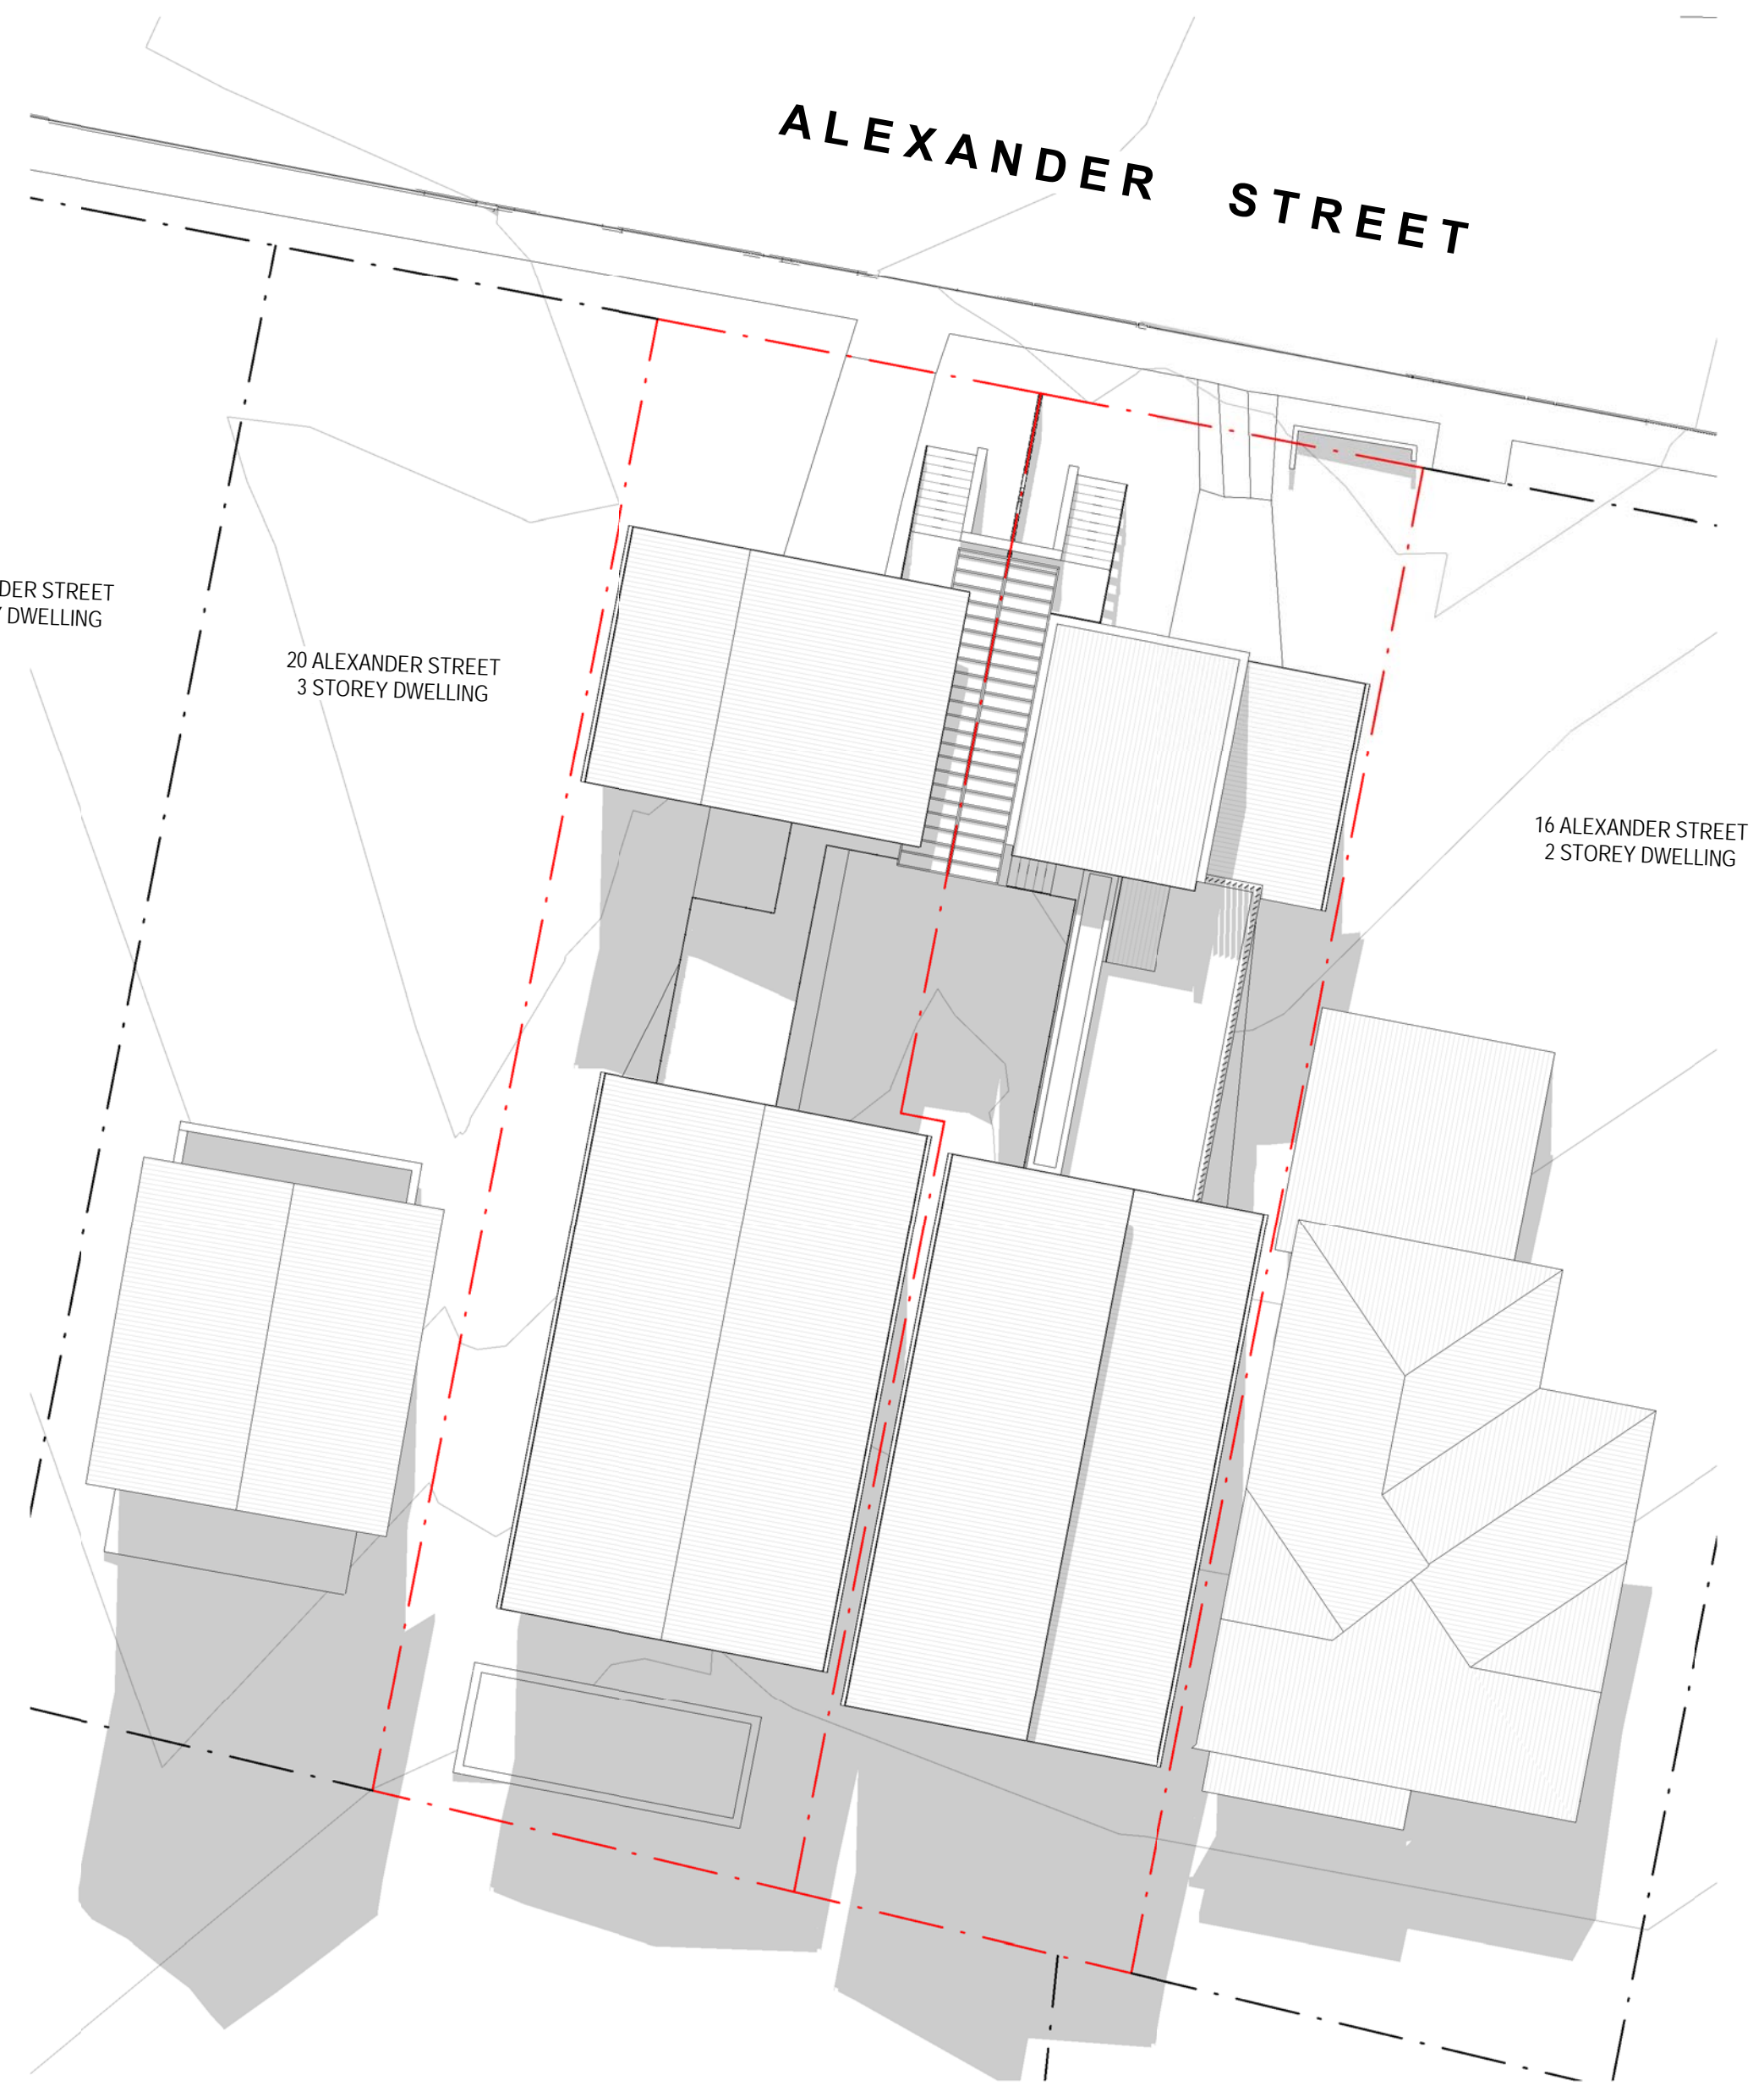 ALEXANDER STREET
DER STREET
DWELLING
20 ALEXANDER STREET
3 STOREY DWELLING
16 ALEXANDER STREET
2 STOREY DWELLING